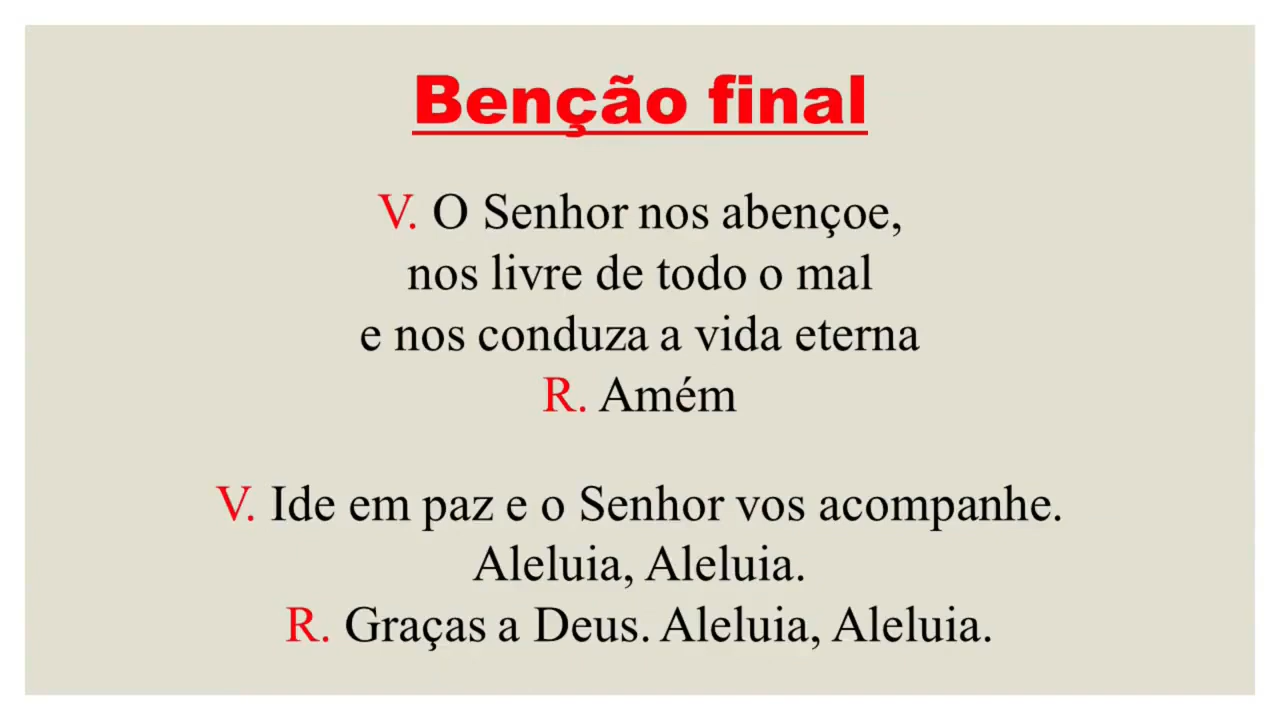 Benção final
V. O Senhor nos abençoe,
nos livre de todo o mal
e nos conduza a vida eterna
R. Amém
V. Ide em paz e o Senhor vos acompanhe.
Aleluia, Aleluia.
R. Graças a Deus. Aleluia, Aleluia.